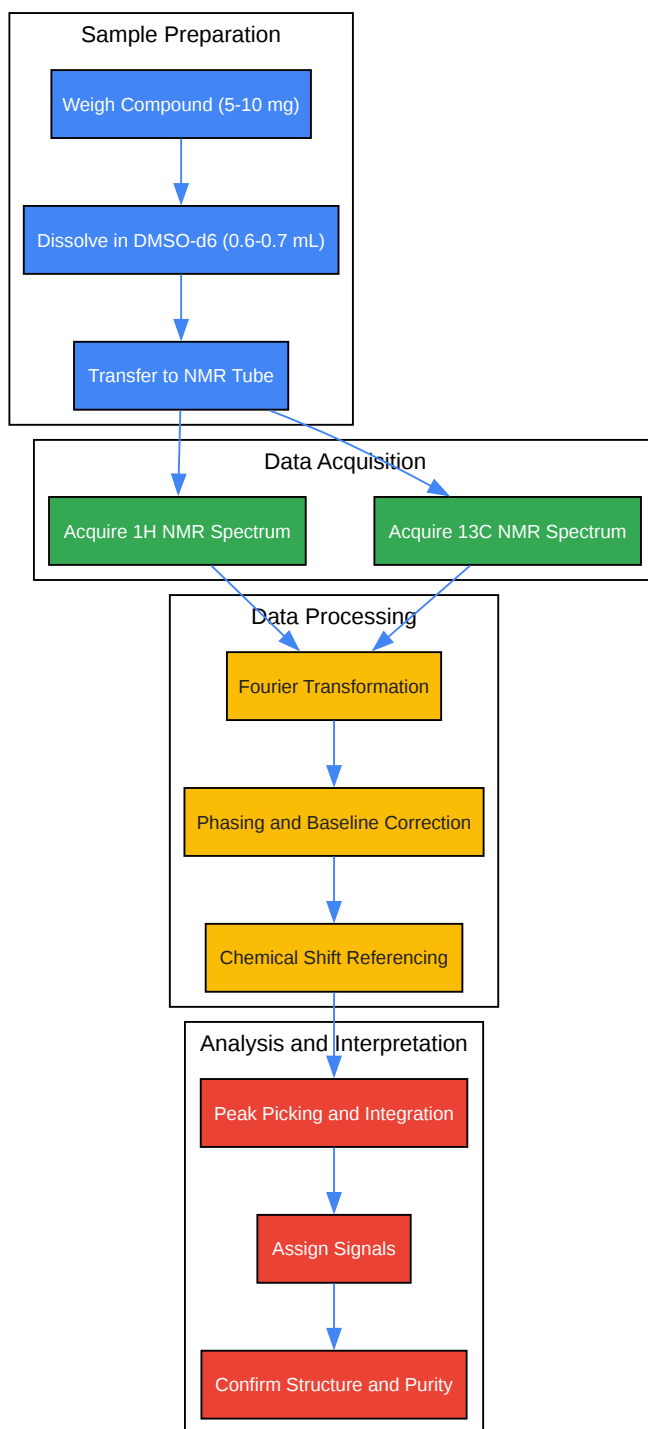 Sample Preparation
Weigh Compound (5-10 mg)
Dissolve in DMSO-d6 (0.6-0.7 mL)
Transfer to NMR Tube
Data Acquisition
Acquire 1H NMR Spectrum
Acquire 13C NMR Spectrum
Data Processing
Fourier Transformation
Phasing and Baseline Correction
Chemical Shift Referencing
Analysis and Interpretation
Peak Picking and Integration
Assign Signals
Confirm Structure and Purity